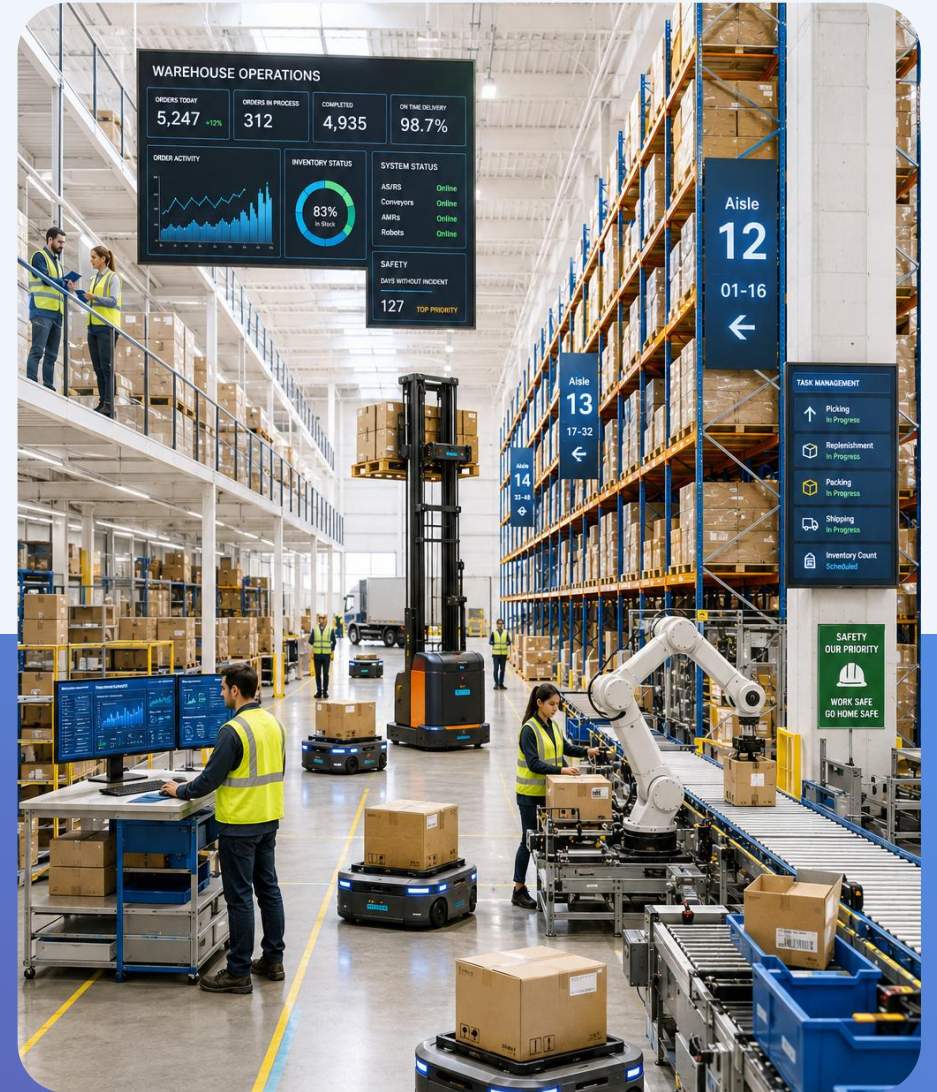 WAREHOUSE OPERATIONS
ORDERS TODAY
5,247 +12%
ORDERS IN PROCESS
312
COMPLETED
4,935
ON TIME DELIVERY
98.7%
ORDER ACTIVITY
INVENTORY STATUS
83%
In Stock
SYSTEM STATUS
AS/RS Online
Conveyors Online
AMRs Online
Robots Online
SAFETY
DAYS WITHOUT INCIDENT
127 TOP PRIORITY
Aisle
12
01-16
Aisle
13
17-32
Aisle
14
33-48
TASK MANAGEMENT
Picking
In Progress
Replenishment
In Progress
Packing
In Progress
Shipping
In Progress
Inventory Count
Scheduled
SAFETY
OUR PRIORITY
WORK SAFE
GO HOME SAFE